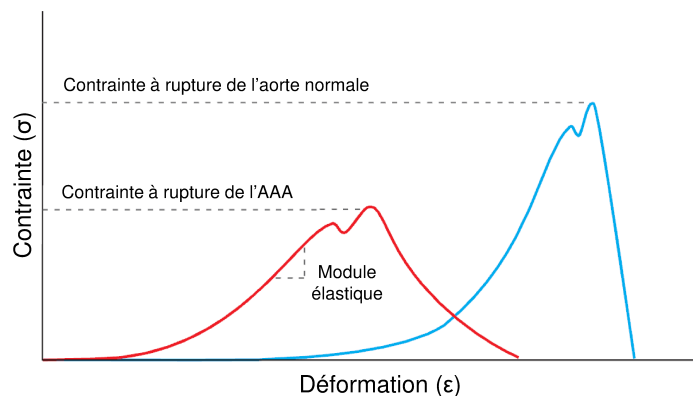 Contrainte à rupture de l'aorte normale
Contrainte à rupture de l'AAA
Contrainte (σ)
Module
élastique
Déformation (ε)